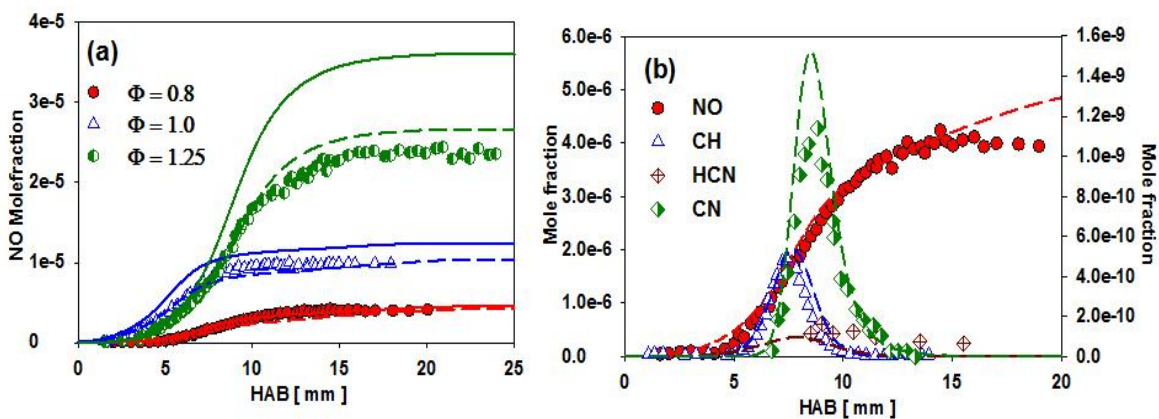 (a)
4e-5
3e-5
2e-5
1e-5
0
NO Molefraction
Φ = 0.8
Φ = 1.0
Φ = 1.25
0 5 10 15 20 25
HAB [ mm ]
(b)
6.0e-6
5.0e-6
4.0e-6
3.0e-6
2.0e-6
1.0e-6
0.0
Mole fraction
NO
CH
HCN
CN
1.6e-9
1.4e-9
1.2e-9
1.0e-9
8.0e-10
6.0e-10
4.0e-10
2.0e-10
0.0
Mole fraction
0 5 10 15 20
HAB [ mm ]